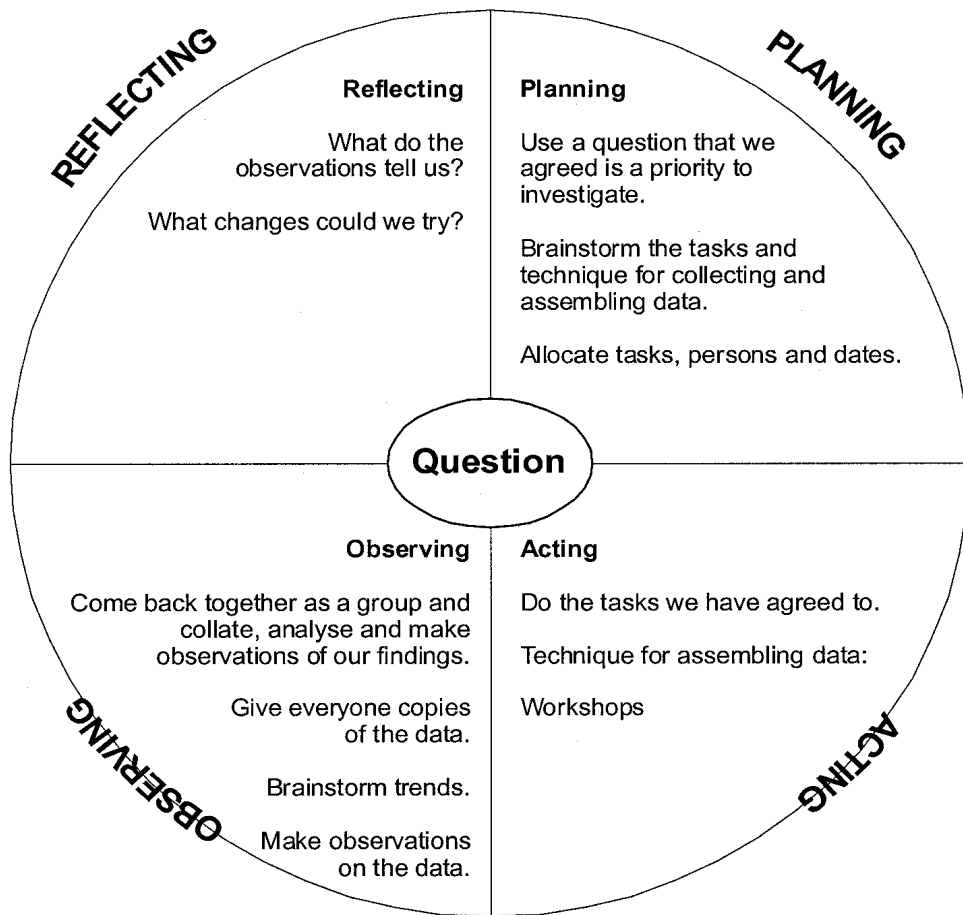 REFLECTING
PLANNING
Reflecting
What do the
observations tell us?
What changes could we try?
Planning
Use a question that we
agreed is a priority to
investigate.
Brainstorm the tasks and
technique for collecting and
assembling data.
Allocate tasks, persons and dates.
Question
Observing
Come back together as a group and
collate, analyse and make
observations of our findings.
Give everyone copies
of the data.
Brainstorm trends.
Make observations
on the data.
Acting
Do the tasks we have agreed to.
Technique for assembling data:
Workshops
OBSERVING
ACTING